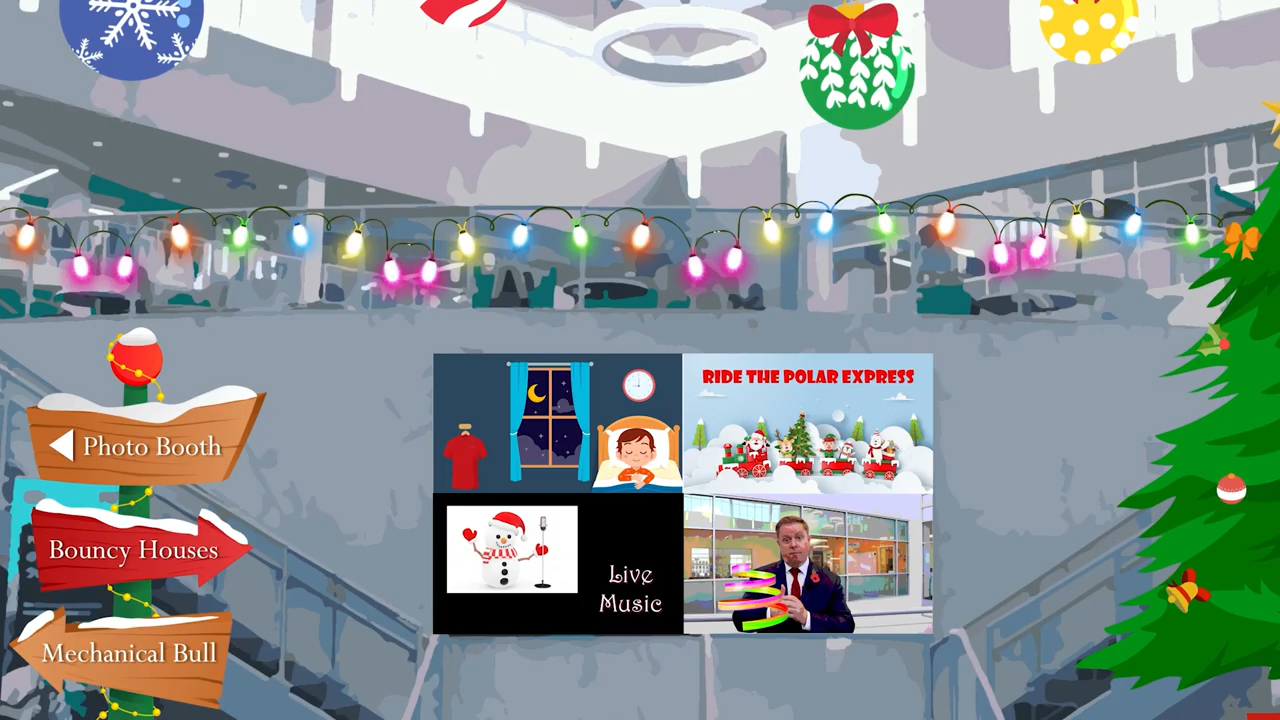 Photo Booth
Bouncy Houses
Mechanical Bull
RIDE THE POLAR EXPRESS
Live
Music